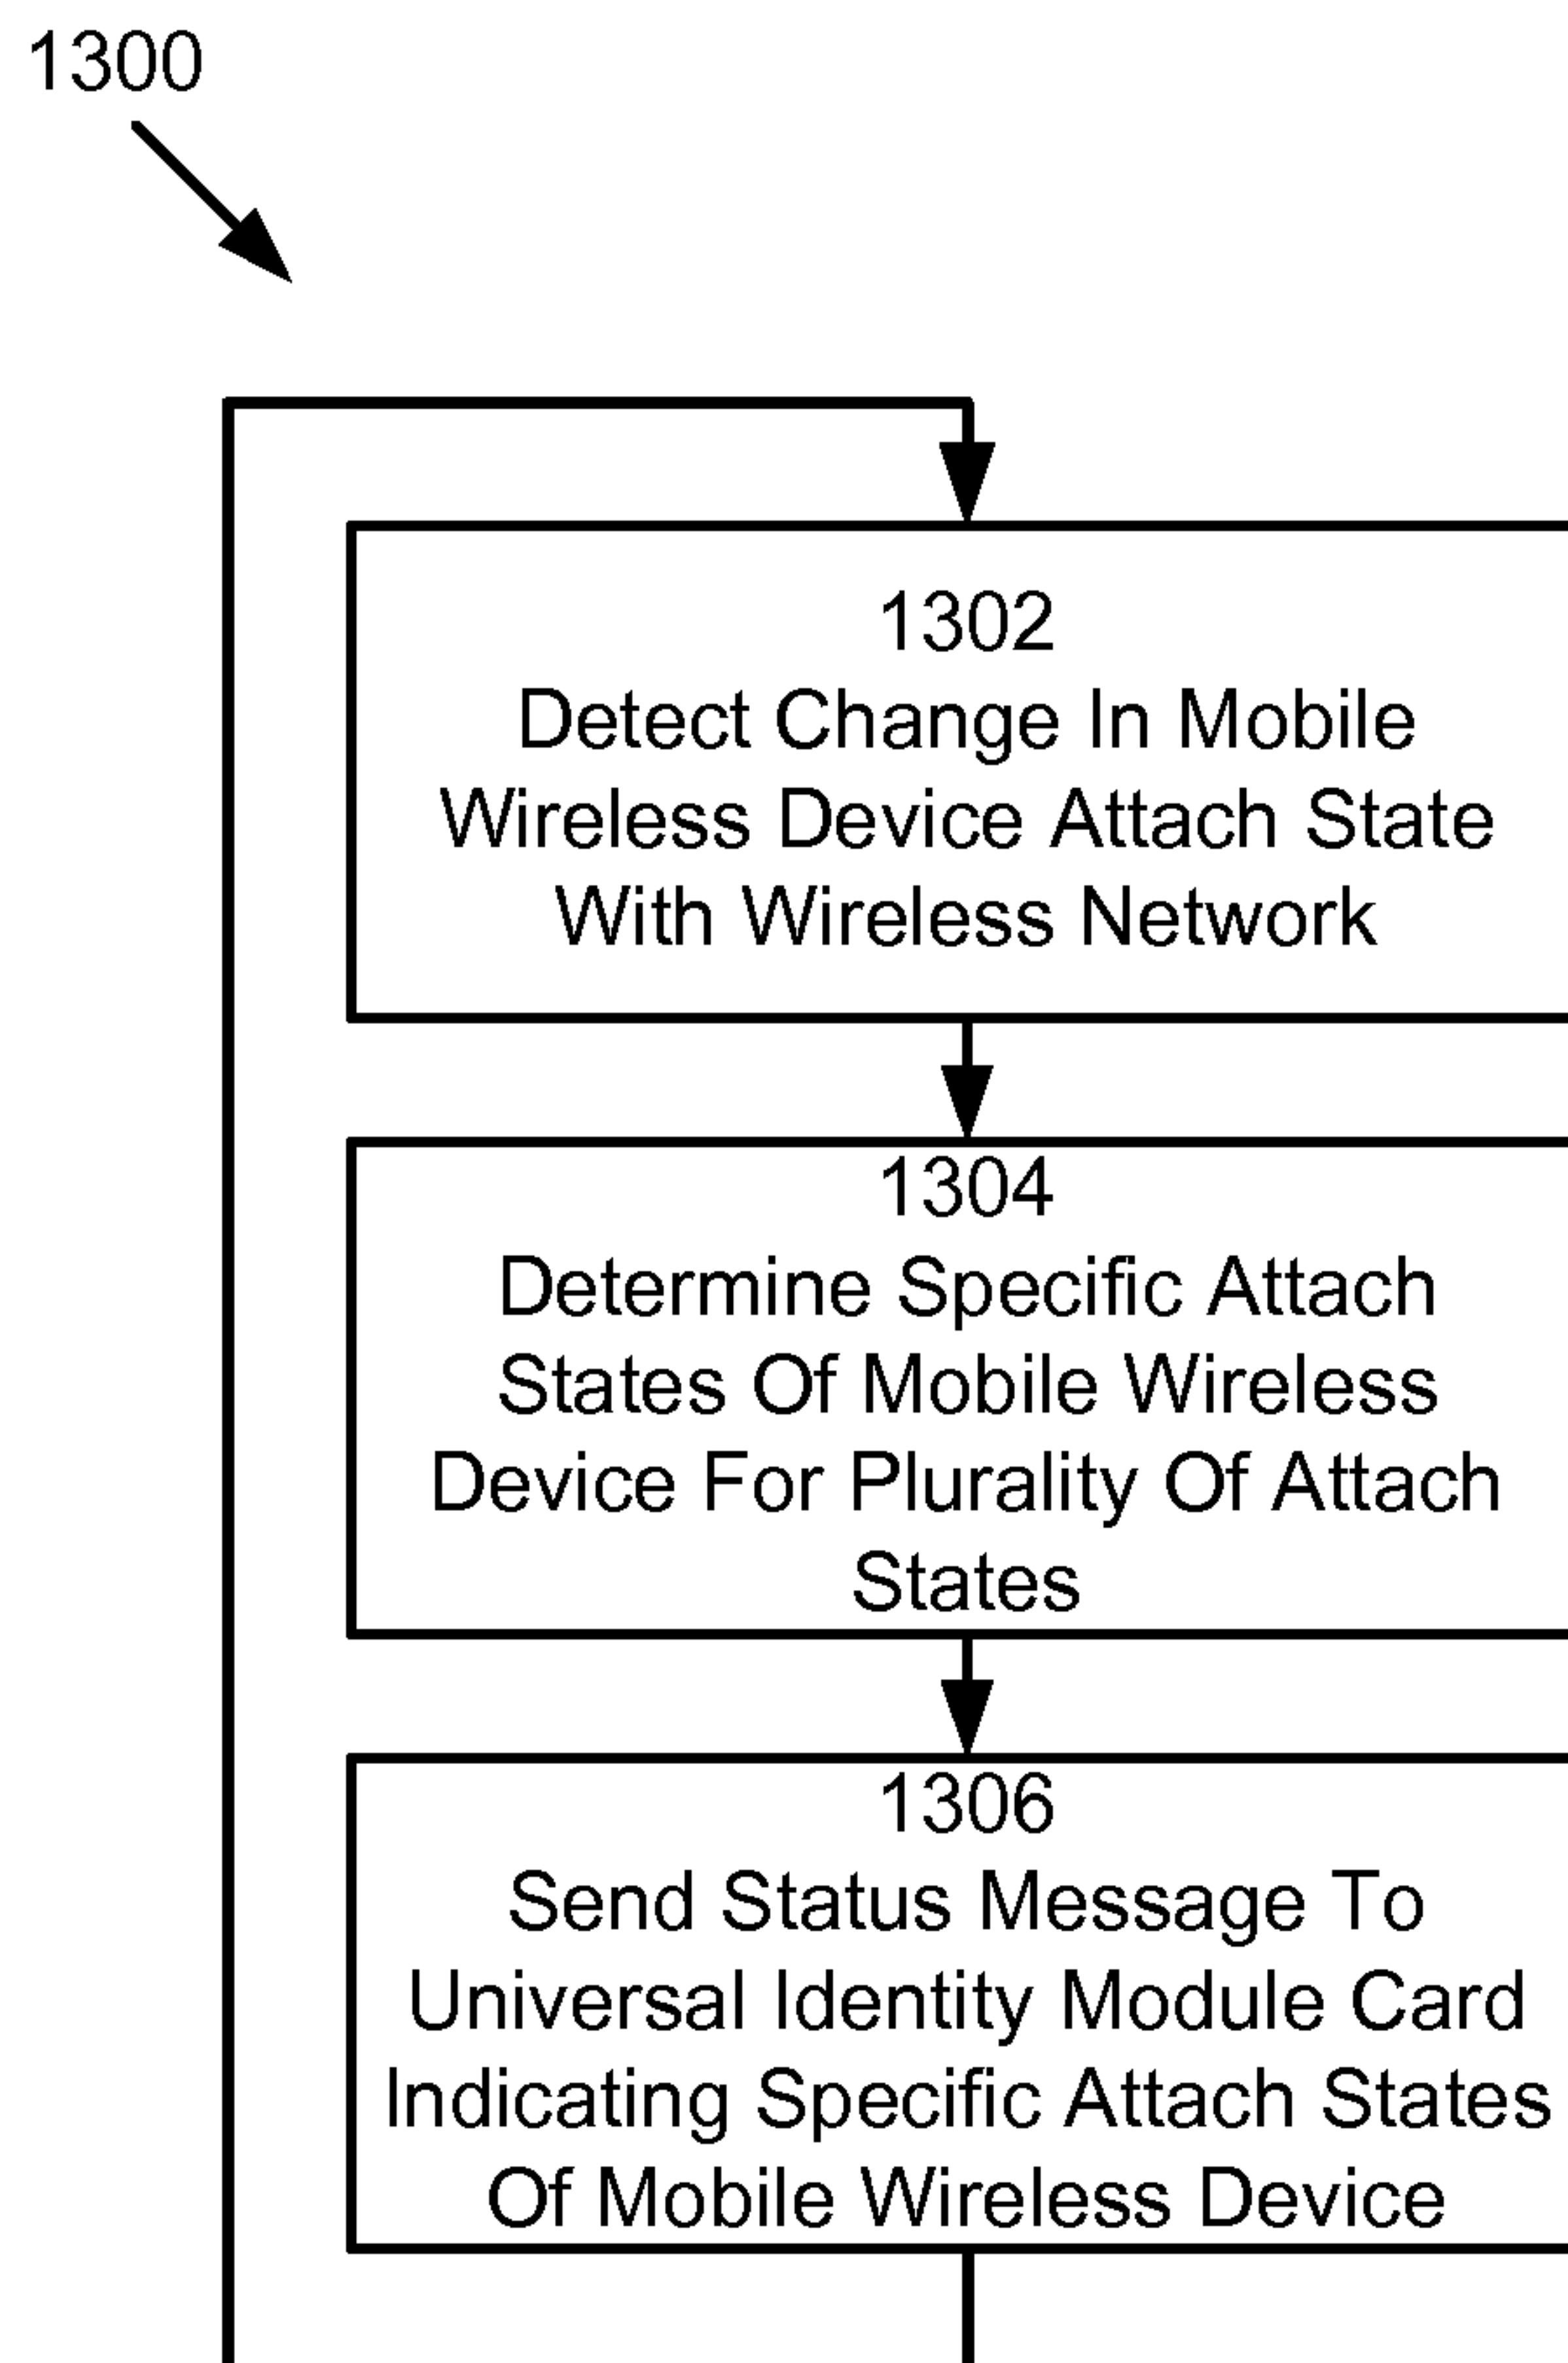 1300
1302
Detect Change In Mobile
Wireless Device Attach State
With Wireless Network
1304
Determine Specific Attach
States Of Mobile Wireless
Device For Plurality Of Attach
States
1306
Send Status Message To
Universal Identity Module Card
Indicating Specific Attach States
Of Mobile Wireless Device